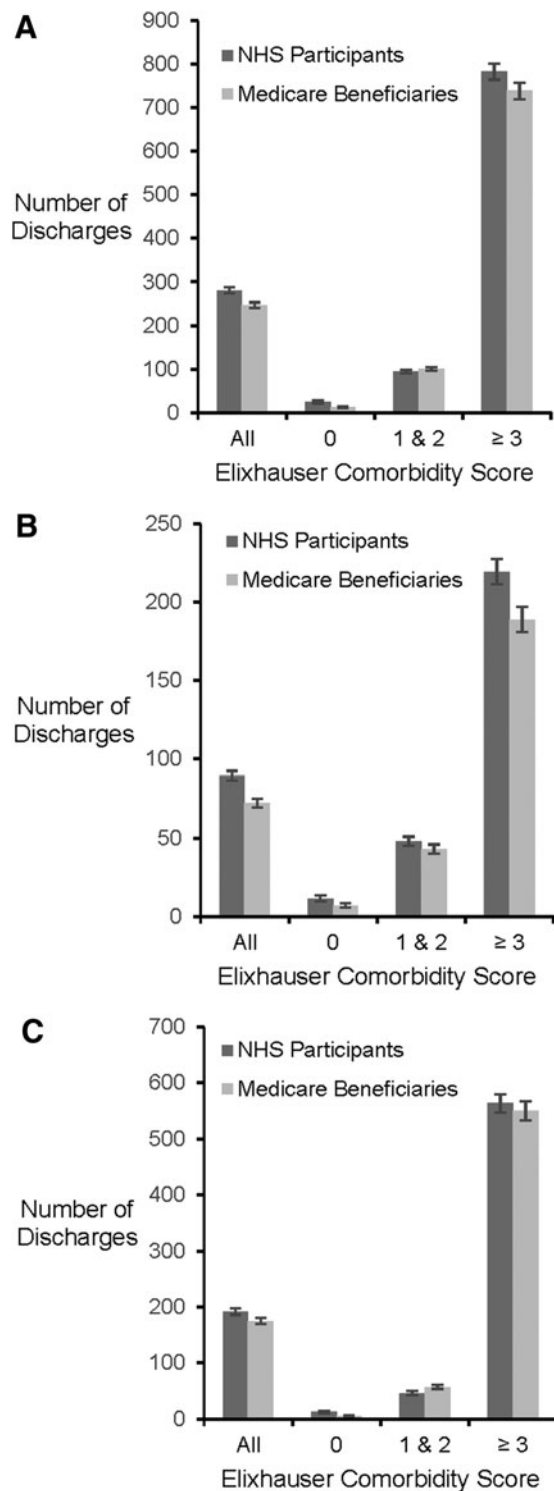 A
900
800
700
600
500
400
300
200
100
0
Number of
Discharges
NHS Participants
Medicare Beneficiaries
All 0 1 & 2 ≥ 3
Elixhauser Comorbidity Score
B
250
200
150
100
50
0
Number of
Discharges
NHS Participants
Medicare Beneficiaries
All 0 1 & 2 ≥ 3
Elixhauser Comorbidity Score
C
700
600
500
400
300
200
100
0
Number of
Discharges
NHS Participants
Medicare Beneficiaries
All 0 1 & 2 ≥ 3
Elixhauser Comorbidity Score